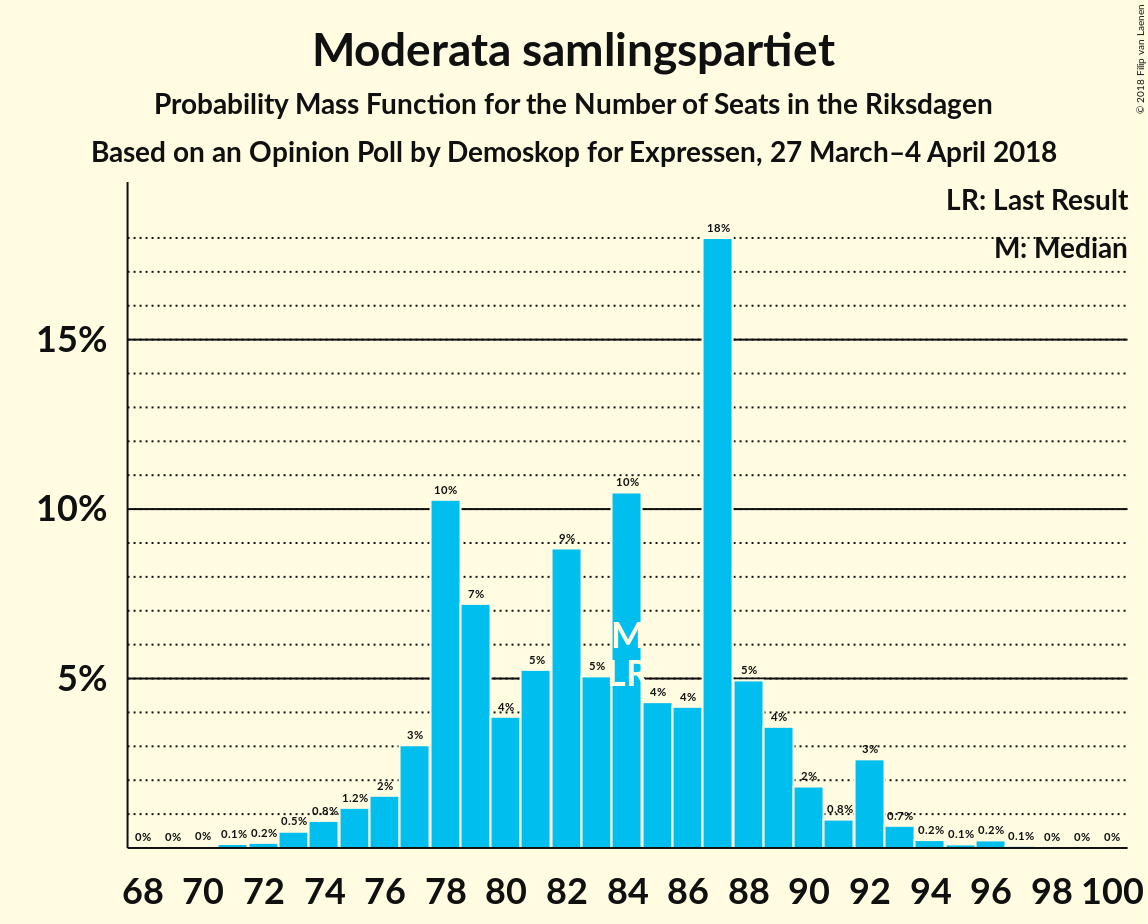 Moderata samlingspartiet
Probability Mass Function for the Number of Seats in the Riksdagen
Based on an Opinion Poll by Demoskop for Expressen, 27 March–4 April 2018
© 2018 Filip van Laenen
LR: Last Result
M: Median
15%
10%
5%
0% 0% 0% 0.1% 0.2% 0.5% 0.8% 1.2% 2% 3% 10% 7% 4% 5% 9% 5% 10% 4% 4% 18% 5% 4% 2% 0.8% 3% 0.7% 0.2% 0.1% 0.2% 0.1% 0% 0% 0%
M
LR
68 70 72 74 76 78 80 82 84 86 88 90 92 94 96 98 100